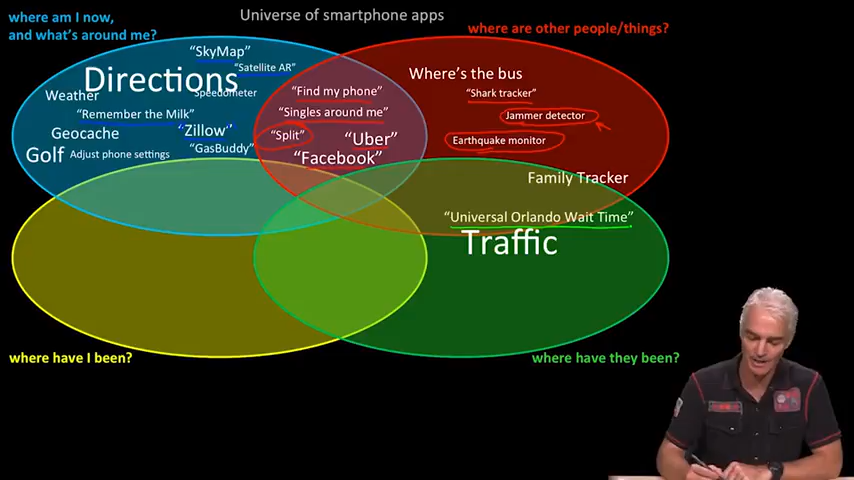 Universe of smartphone apps
where am I now,
and what's around me?
where are other people/things?
"SkyMap"
"Satellite AR"
Directions
Speedometer
Weather
"Remember the Milk"
Geocache
"Zillow"
Golf
Adjust phone settings
"GasBuddy"
"Find my phone"
"Singles around me"
"Split"
"Uber"
"Facebook"
Where's the bus
"Shark tracker"
Jammer detector
Earthquake monitor
Family Tracker
"Universal Orlando Wait Time"
Traffic
where have I been?
where have they been?